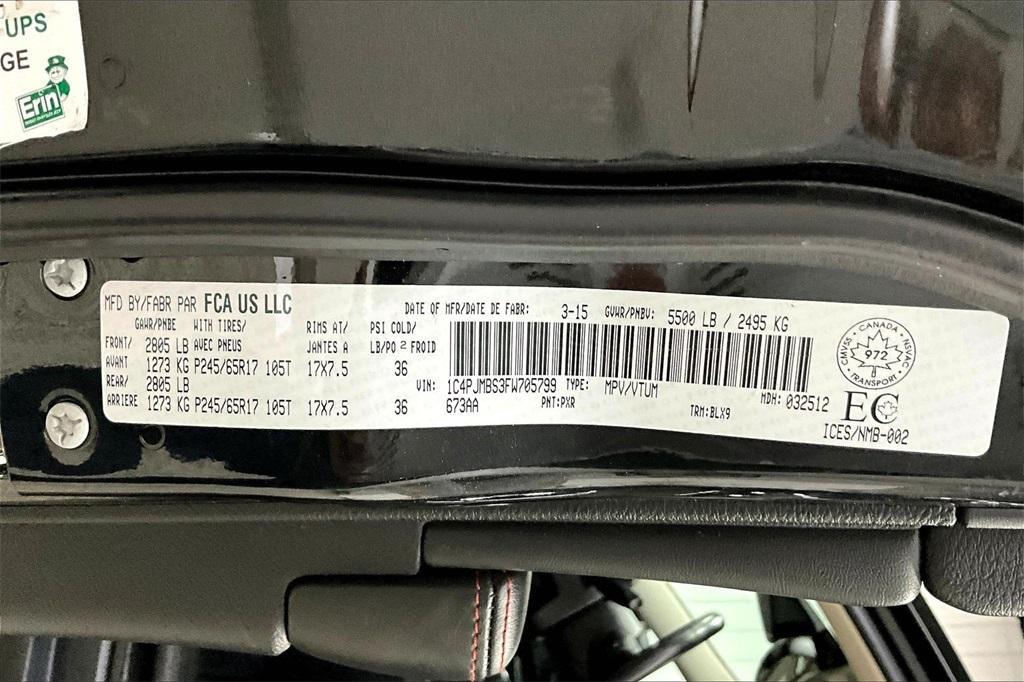 UPS
GE
Erin
MFD BY/FABR PAR FCA US LLC
DATE OF MFR/DATE DE FABR: 3-15 GVWR/PNBV: 5500 LB / 2495 KG
GAWR/PNBE WITH TIRES/ RIMS AT/ PSI COLD/
FRONT/ 2805 LB AVEC PNEUS JANTES A LB/PO² FROID
AVANT 1273 KG P245/65R17 105T 17X7.5 36
REAR/ 2805 LB
ARRIERE 1273 KG P245/65R17 105T 17X7.5 36
VIN: 1C4PJMBS3FW705799 TYPE: MPV/VTUM MDH: 032512
673AA PNT:PXR TRM:BLX9
CANADA
CMVSS NSVAC
972
TRANSPORT
EC
ICES/NMB-002